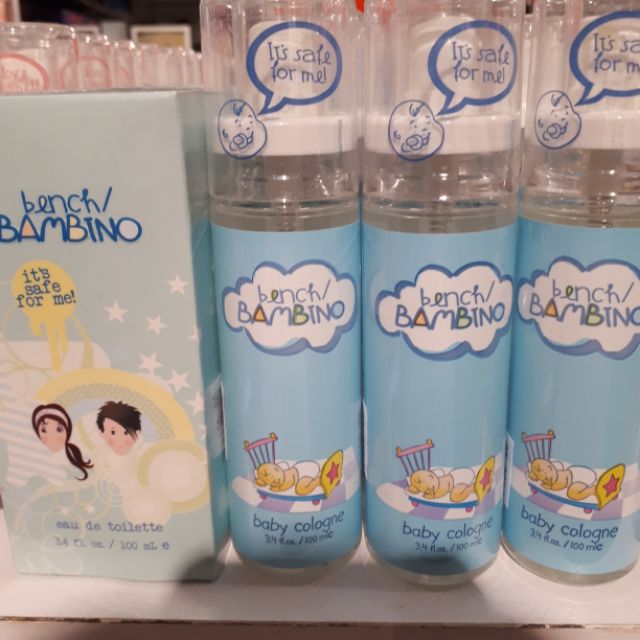 bench/
BAMBINO
it's
safe
for me!
eau de toilette
3.4 fl. oz. / 100 mL e
It's safe
for me!
bench/
BAMBINO
baby cologne
3.4 fl.oz. / 100 mL e
It's safe
for me!
bench/
BAMBINO
baby cologne
3.4 fl.oz. / 100 mL e
It's safe
for me!
bench/
BAMBINO
baby cologne
3.4 fl.oz. / 100 mL e